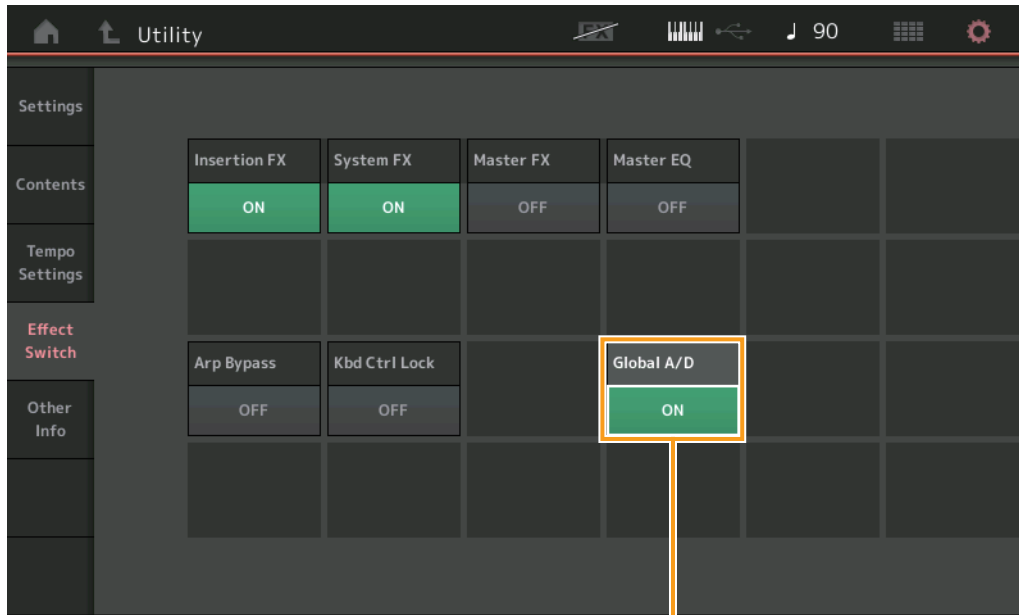 Utility
FX
90
Settings
Contents
Tempo
Settings
Effect
Switch
Other
Info
Insertion FX
ON
System FX
ON
Master FX
OFF
Master EQ
OFF
Arp Bypass
OFF
Kbd Ctrl Lock
OFF
Global A/D
ON